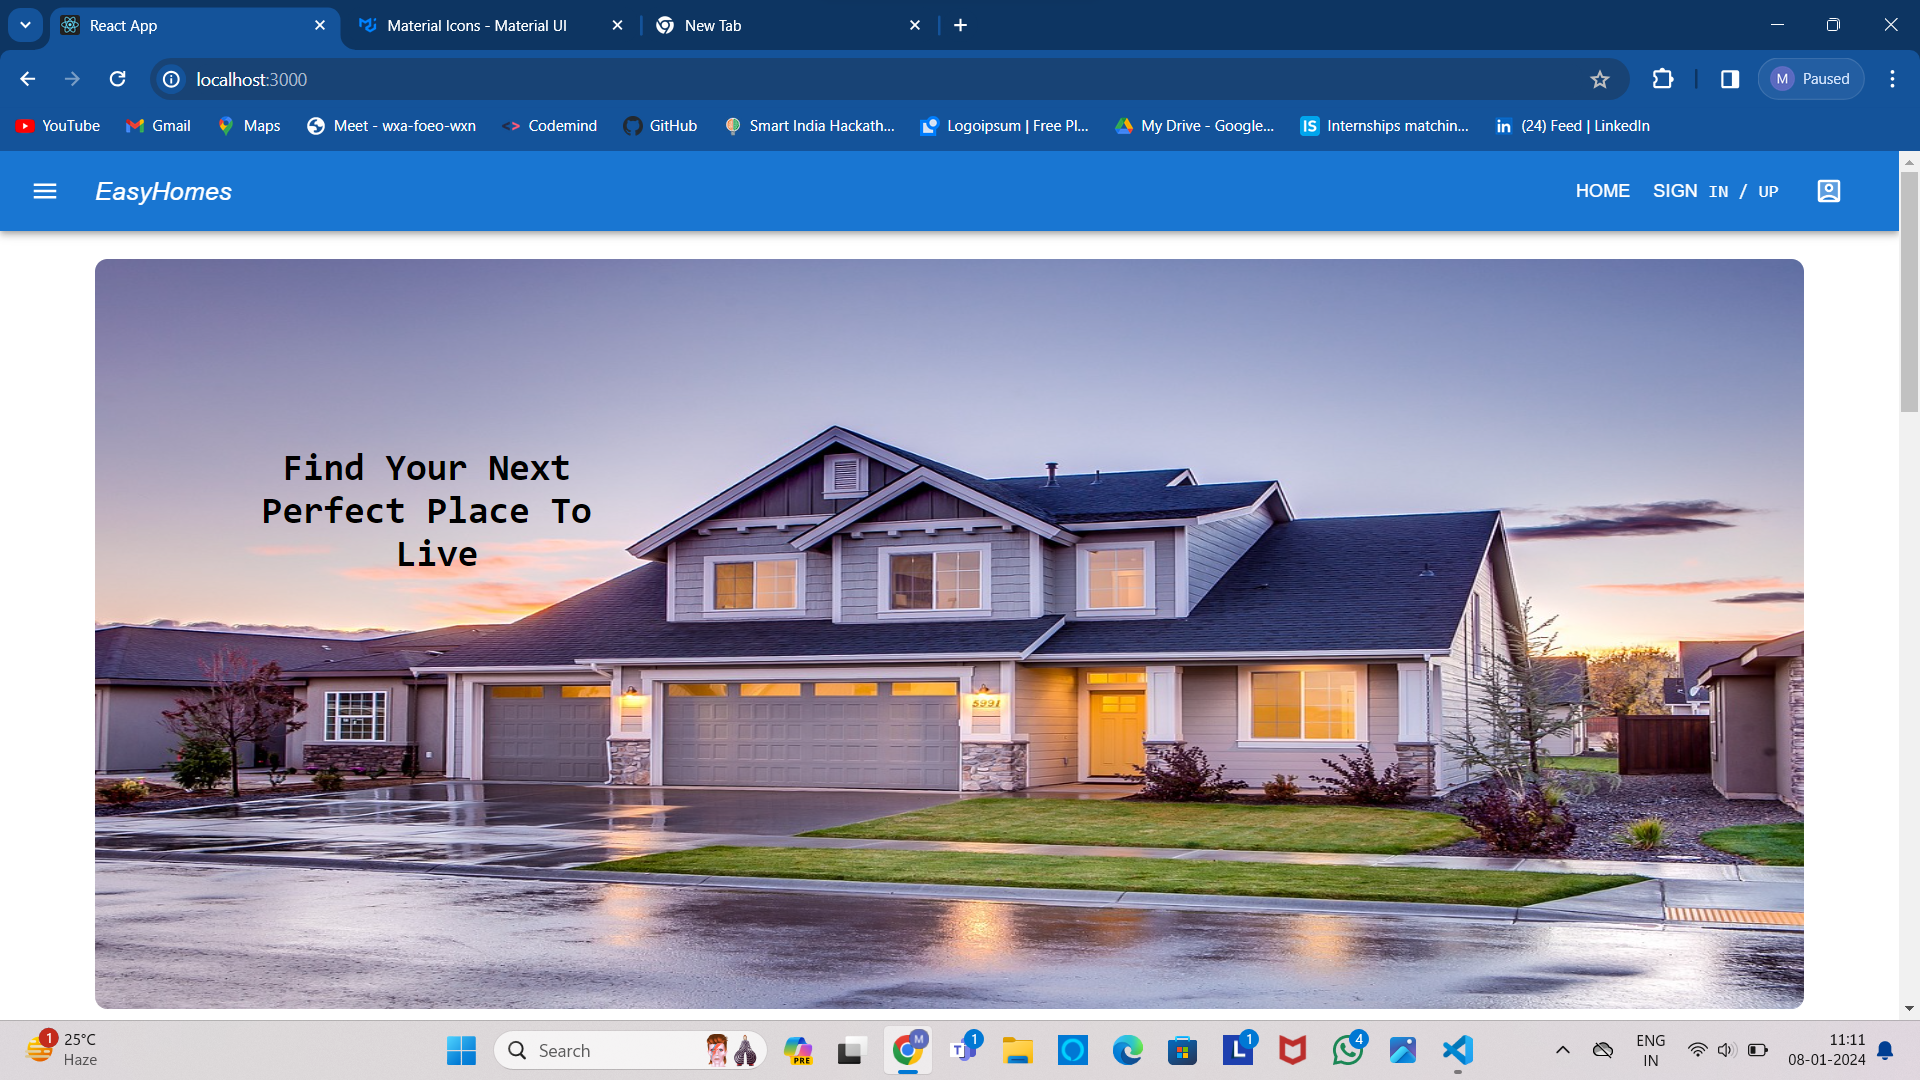 React App
Material Icons - Material UI
New Tab
localhost:3000
M Paused
YouTube
Gmail
Maps
Meet - wxa-foeo-wxn
Codemind
GitHub
Smart India Hackath...
Logoipsum | Free Pl...
My Drive - Google...
IS Internships matchin...
in (24) Feed | LinkedIn
EasyHomes
HOME
SIGN IN / UP
Find Your Next
Perfect Place To
Live
5991
1
25°C
Haze
Search
PRE
M
T 1
L 1
4
ENG
IN
11:11
08-01-2024